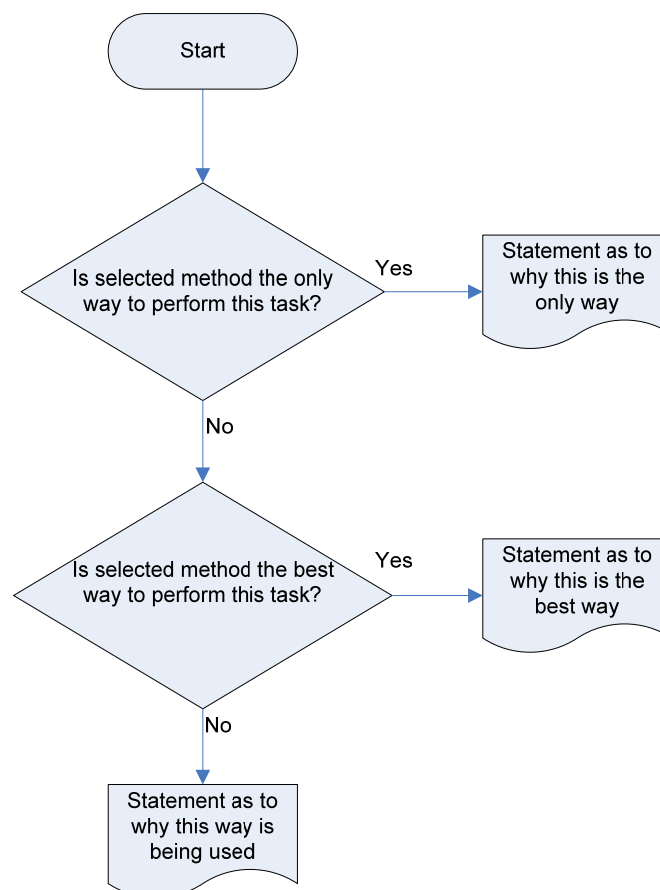 Start
Is selected method the only
way to perform this task?
Yes
Statement as to
why this is the
only way
No
Is selected method the best
way to perform this task?
Yes
Statement as to
why this is the
best way
No
Statement as to
why this way is
being used